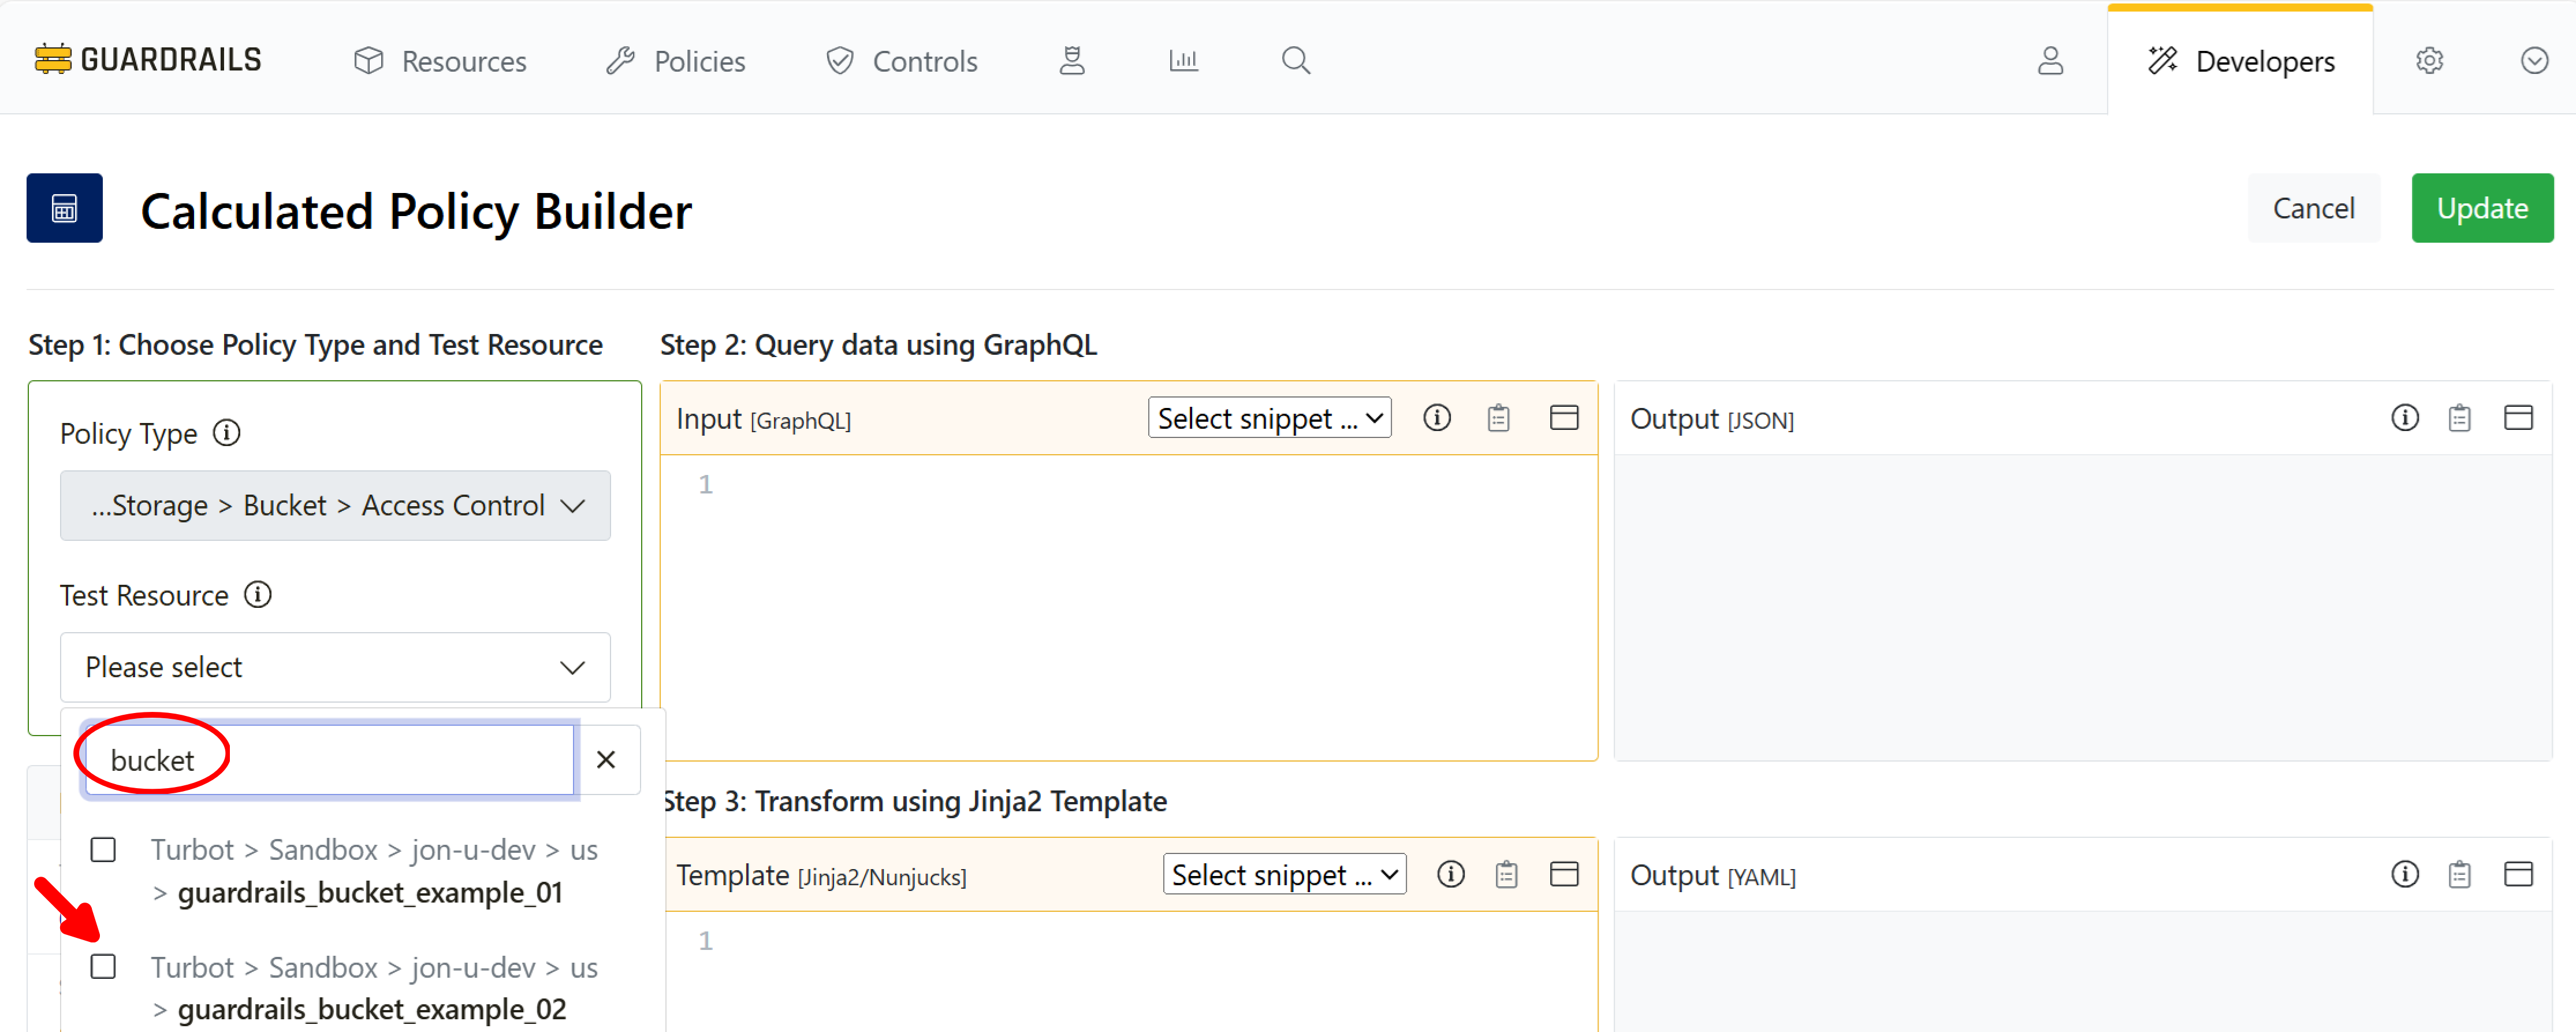 GUARDRAILS Resources Policies Controls Developers
Calculated Policy Builder Cancel Update
Step 1: Choose Policy Type and Test Resource
Policy Type
...Storage > Bucket > Access Control
Test Resource
Please select
bucket
Turbot > Sandbox > jon-u-dev > us
> guardrails_bucket_example_01
Turbot > Sandbox > jon-u-dev > us
> guardrails_bucket_example_02
Step 2: Query data using GraphQL
Input [GraphQL] Select snippet ...
1
Output [JSON]
Step 3: Transform using Jinja2 Template
Template [Jinja2/Nunjucks] Select snippet ...
1
Output [YAML]